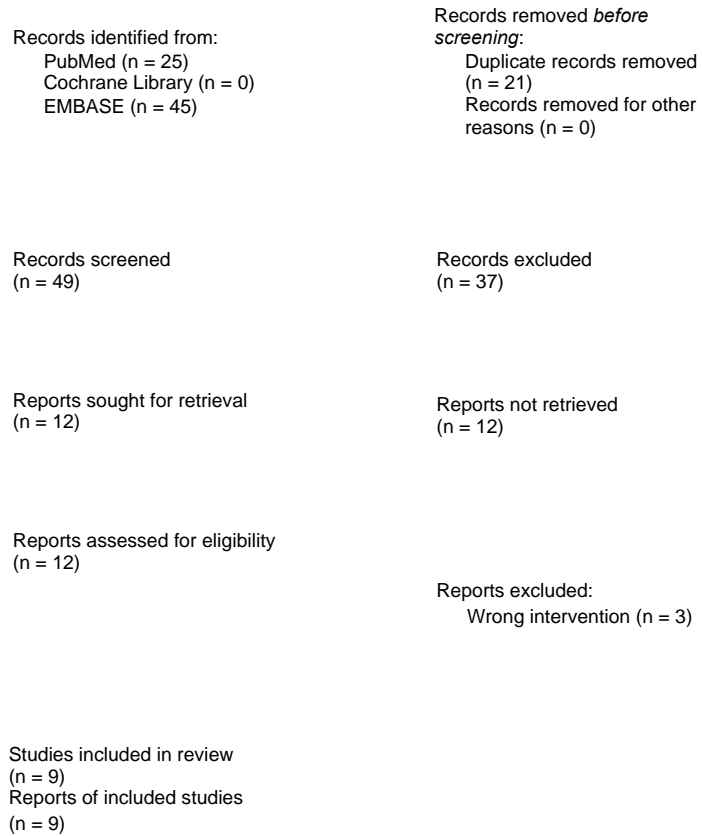 Records identified from:
PubMed (n = 25)
Cochrane Library (n = 0)
EMBASE (n = 45)
Records removed before
screening:
Duplicate records removed
(n = 21)
Records removed for other
reasons (n = 0)
Records screened
(n = 49)
Records excluded
(n = 37)
Reports sought for retrieval
(n = 12)
Reports not retrieved
(n = 12)
Reports assessed for eligibility
(n = 12)
Reports excluded:
Wrong intervention (n = 3)
Studies included in review
(n = 9)
Reports of included studies
(n = 9)